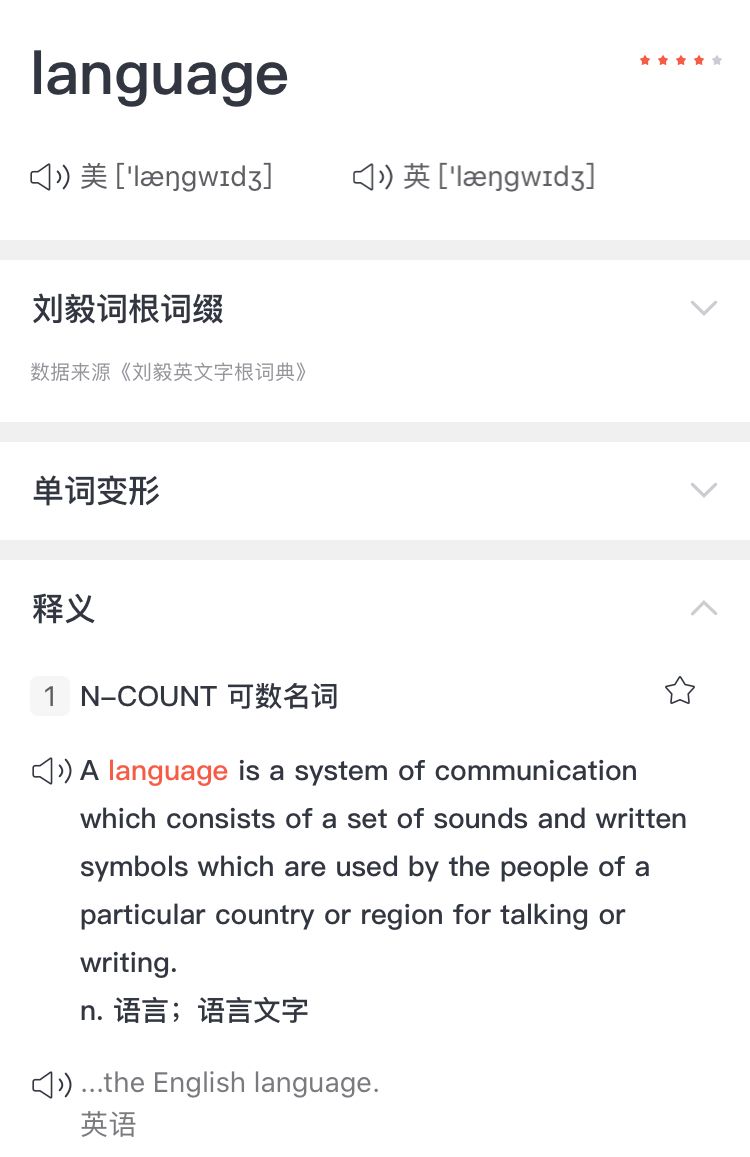 language
美 ['læŋgwɪdʒ] 英 ['læŋgwɪdʒ]
刘毅词根词缀
数据来源《刘毅英文字根词典》
单词变形
释义
1 N–COUNT 可数名词
A language is a system of communication
which consists of a set of sounds and written
symbols which are used by the people of a
particular country or region for talking or
writing.
n. 语言；语言文字
...the English language.
英语